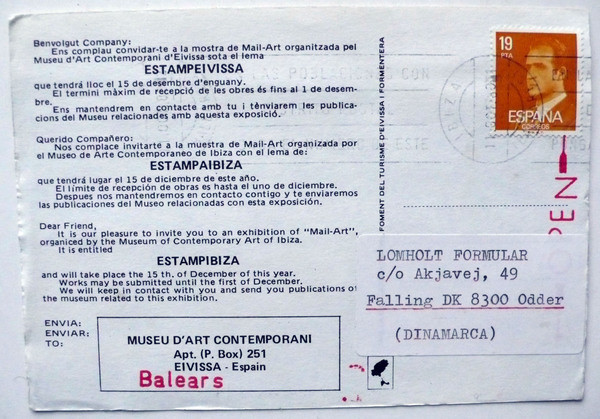 Benvolgut Company:
Ens complau convidar-te a la mostra de Mail-Art organitzada pel
Museu d'Art Contemporani d'Eivissa sota el lema
ESTAMPEIVISSA
que tendrá lloc el 15 de desembre d'enguany.
El termini màxim de recepció de les obres és fins al 1 de desem-
bre.
Ens mantendrem en contacte amb tu i t'enviarem les publica-
cions del Museu relacionades amb aquesta exposició.
Querido Compañero:
Nos complace invitarte a la muestra de Mail-Art organizada por
el Museo de Arte Contemporaneo de Ibiza con el lema de:
ESTAMPAIBIZA
que tendrá lugar el 15 de diciembre de este año.
El límite de recepción de obras es hasta el uno de diciembre.
Despues nos mantendremos en contacto contigo y te enviaremos
las publicaciones del Museo relacionadas con esta exposición.
Dear Friend,
It is our pleasure to invite you to an exhibition of "Mail-Art",
organiced by the Museum of Contemporary Art of Ibiza.
It is entitled
ESTAMPIBIZA
and will take place the 15 th. of December of this year.
Works may be submitted until the first of December.
We will keep in contact with you and send you publications of
the museum related to this exhibition.
ENVIA:
ENVIAR:
TO:
MUSEU D'ART CONTEMPORANI
Apt. (P. Box) 251
EIVISSA - Espain
Balears
FOMENT DEL TURISME D'EIVISSA I FORMENTERA
19
PTA
ESPAÑA
CORREOS
LOMHOLT FORMULAR
c/o Akjavej, 49
Falling DK 8300 Odder
(DINAMARCA)